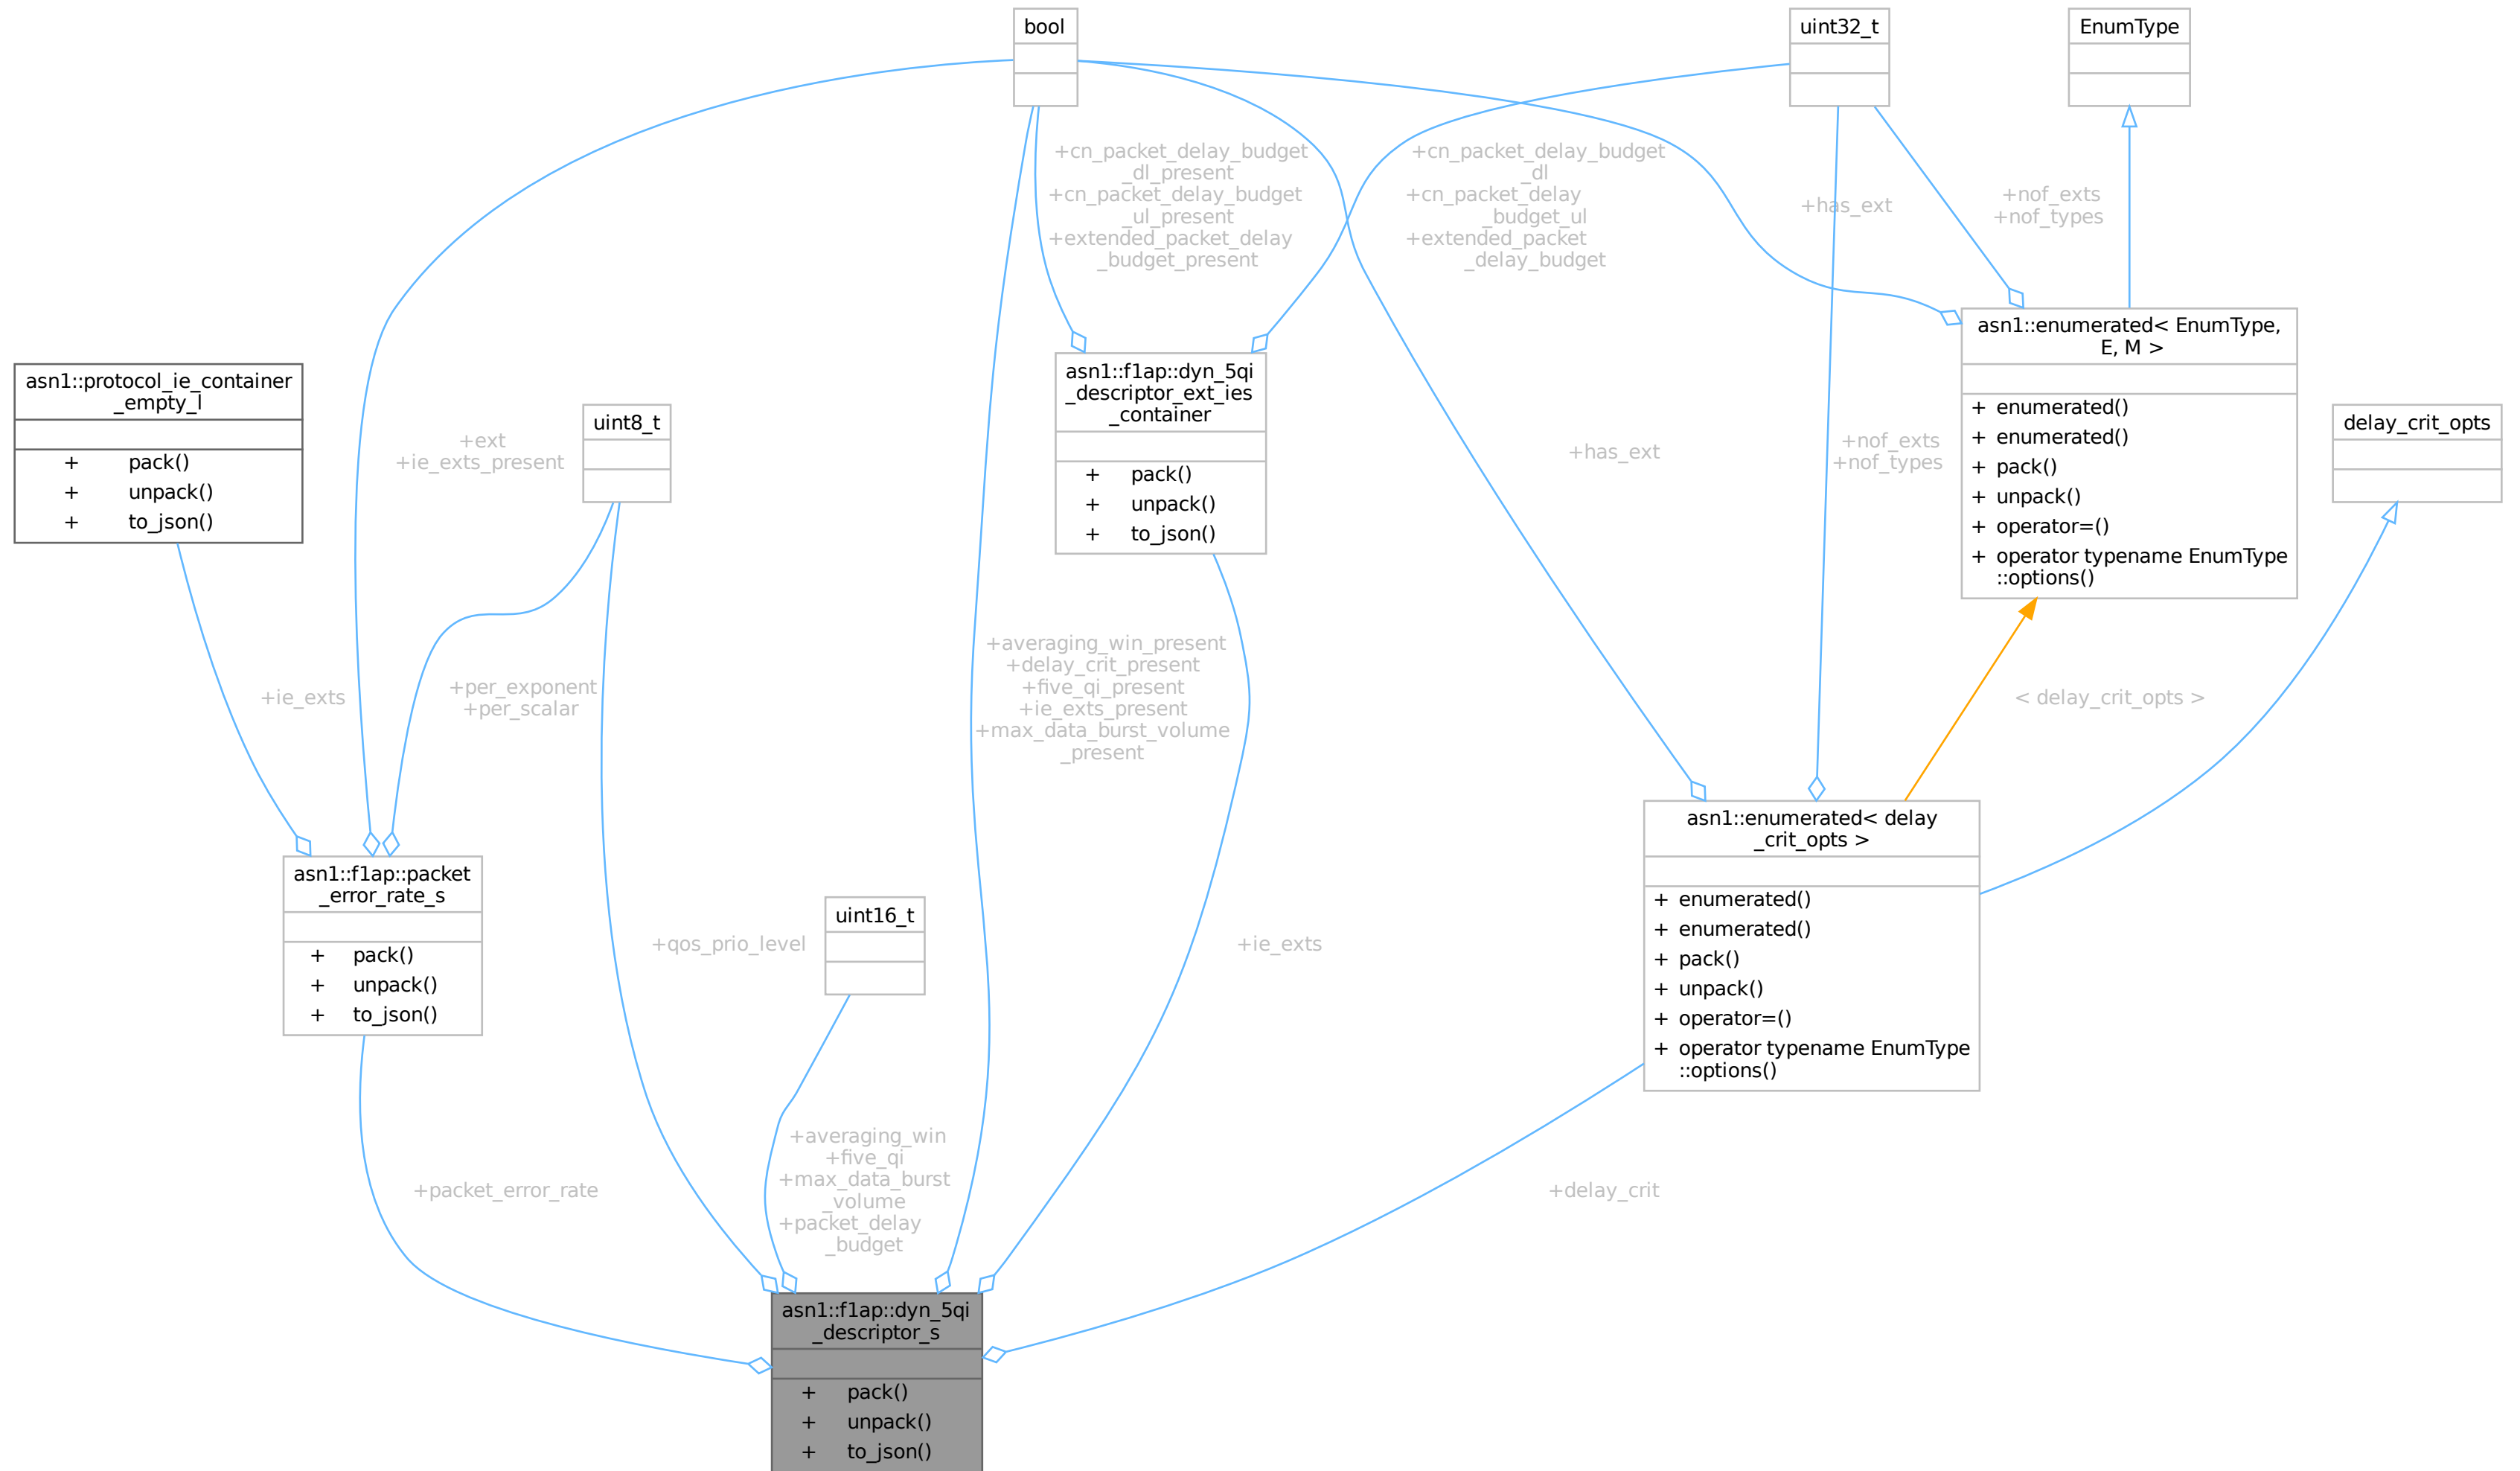 bool
uint32_t
EnumType
+cn_packet_delay_budget
_dl_present
+cn_packet_delay_budget
_ul_present
+extended_packet_delay
_budget_present
+cn_packet_delay_budget
_dl
+cn_packet_delay
_budget_ul
+extended_packet
_delay_budget
+has_ext
+nof_exts
+nof_types
asn1::enumerated< EnumType,
E, M >
+ enumerated()
+ enumerated()
+ pack()
+ unpack()
+ operator=()
+ operator typename EnumType
::options()
asn1::protocol_ie_container
_empty_l
+ pack()
+ unpack()
+ to_json()
+ext
+ie_exts_present
uint8_t
asn1::f1ap::dyn_5qi
_descriptor_ext_ies
_container
+ pack()
+ unpack()
+ to_json()
+has_ext
+nof_exts
+nof_types
delay_crit_opts
+ie_exts
+per_exponent
+per_scalar
+averaging_win_present
+delay_crit_present
+five_qi_present
+ie_exts_present
+max_data_burst_volume
_present
< delay_crit_opts >
asn1::f1ap::packet
_error_rate_s
+ pack()
+ unpack()
+ to_json()
+qos_prio_level
uint16_t
+ie_exts
asn1::enumerated< delay
_crit_opts >
+ enumerated()
+ enumerated()
+ pack()
+ unpack()
+ operator=()
+ operator typename EnumType
::options()
+packet_error_rate
+averaging_win
+five_qi
+max_data_burst
_volume
+packet_delay
_budget
+delay_crit
asn1::f1ap::dyn_5qi
_descriptor_s
+ pack()
+ unpack()
+ to_json()